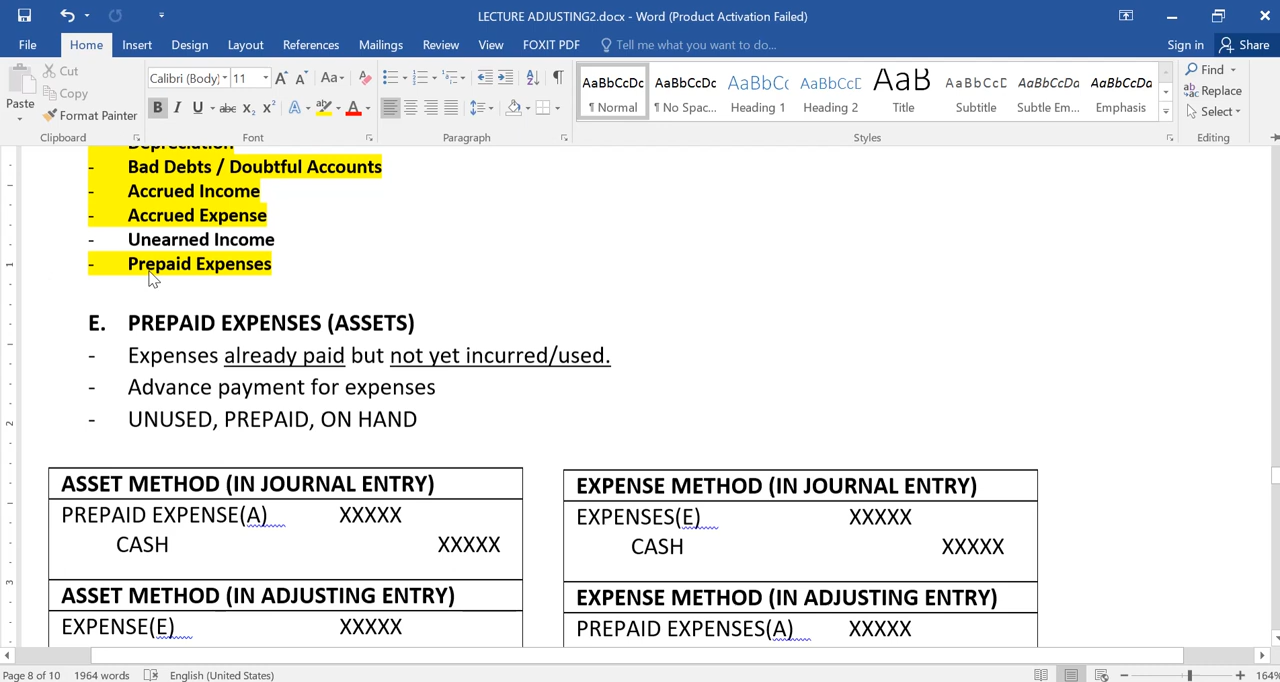 LECTURE ADJUSTING2.docx - Word (Product Activation Failed)
File Home Insert Design Layout References Mailings Review View FOXIT PDF Tell me what you want to do... Sign in Share
Paste
Cut
Copy
Format Painter
Clipboard
Calibri (Body) 11
Font
Paragraph
AaBbCcDc AaBbCcDc AaBbCc AaBbCcD AaB AaBbCcD AaBbCcDa AaBbCcDa
¶ Normal ¶ No Spac... Heading 1 Heading 2 Title Subtitle Subtle Em... Emphasis
Styles
Find
Replace
Select
Editing
Depreciation
- Bad Debts / Doubtful Accounts
- Accrued Income
- Accrued Expense
- Unearned Income
- Prepaid Expenses
E. PREPAID EXPENSES (ASSETS)
- Expenses already paid but not yet incurred/used.
- Advance payment for expenses
- UNUSED, PREPAID, ON HAND
ASSET METHOD (IN JOURNAL ENTRY)
PREPAID EXPENSE(A) XXXXX
CASH XXXXX
ASSET METHOD (IN ADJUSTING ENTRY)
EXPENSE(E) XXXXX
EXPENSE METHOD (IN JOURNAL ENTRY)
EXPENSES(E) XXXXX
CASH XXXXX
EXPENSE METHOD (IN ADJUSTING ENTRY)
PREPAID EXPENSES(A) XXXXX
Page 8 of 10 1964 words English (United States) 164%